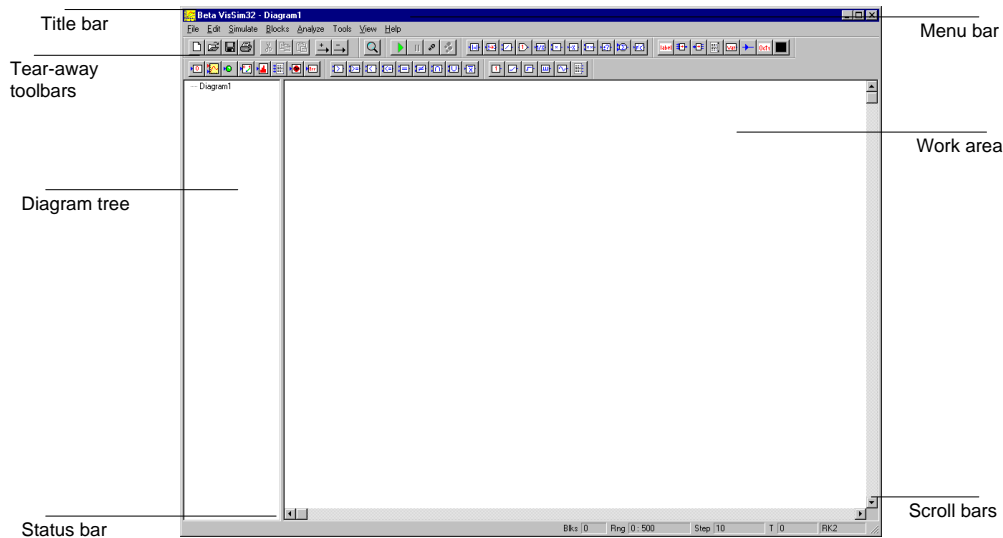 Title bar
Beta VisSim32 - Diagram1
File Edit Simulate Blocks Analyze Tools View Help
Menu bar
Tear-away
toolbars
Diagram1
Work area
Diagram tree
Scroll bars
Status bar
Blks 0 Rng 0 : 500 Step 10 T 0 RK2